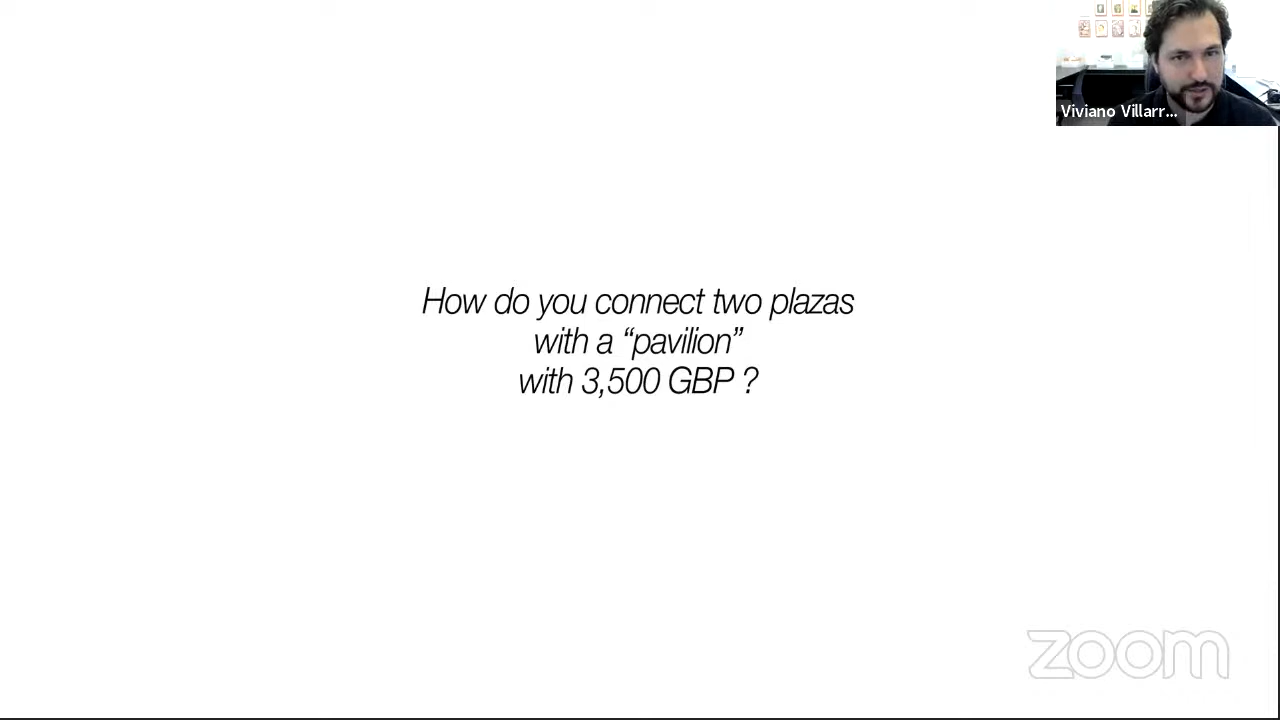 Viviano Villarr...
How do you connect two plazas
with a “pavilion”
with 3,500 GBP ?
zoom